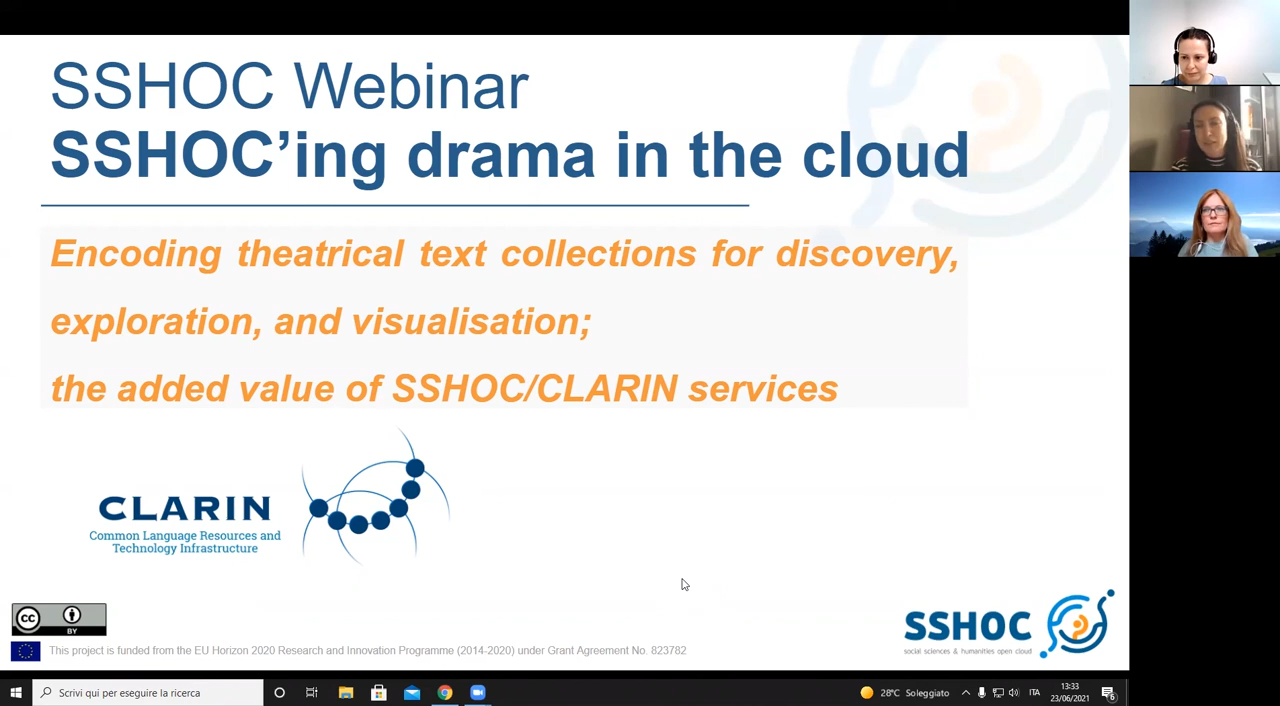 SSHOC Webinar
SSHOC'ing drama in the cloud
Encoding theatrical text collections for discovery,
exploration, and visualisation;
the added value of SSHOC/CLARIN services
CLARIN
Common Language Resources and
Technology Infrastructure
cc
BY
This project is funded from the EU Horizon 2020 Research and Innovation Programme (2014-2020) under Grant Agreement No. 823782
SSHOC
social sciences & humanities open cloud
Scrivi qui per eseguire la ricerca
28°C Soleggiato
ITA
13:33
23/06/2021
6